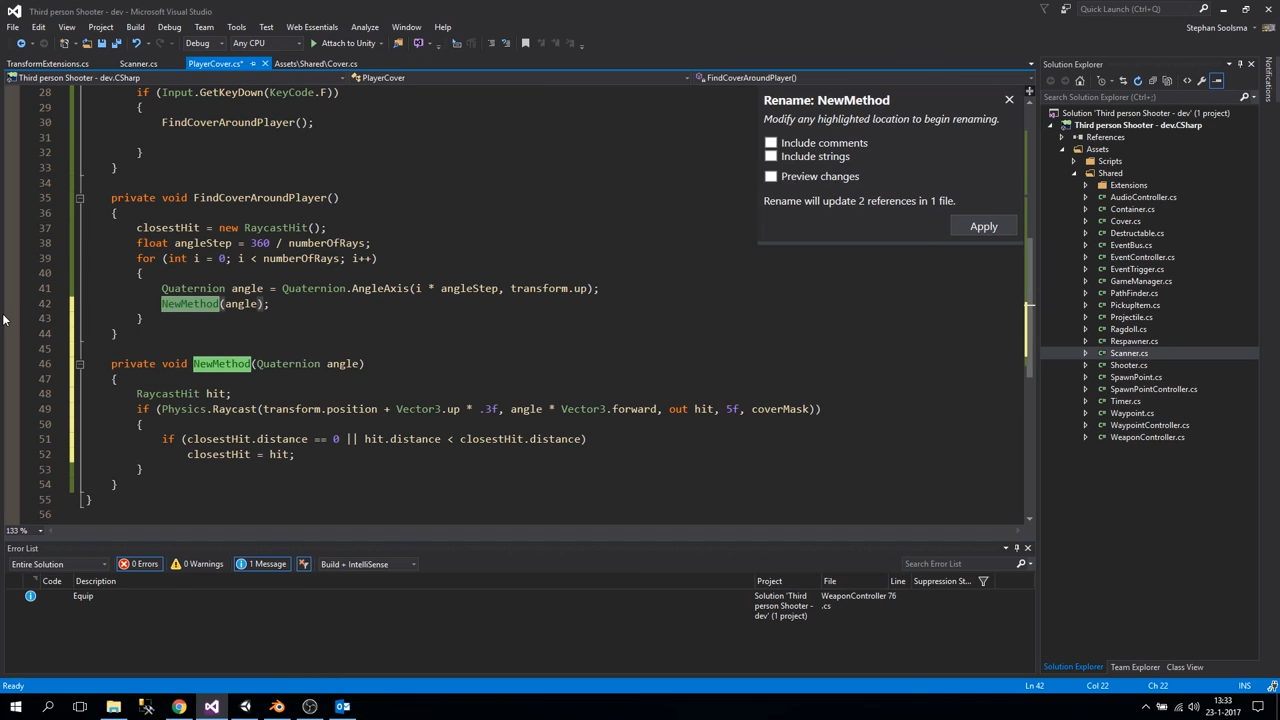 Third person Shooter - dev - Microsoft Visual Studio
Quick Launch (Ctrl+Q)
File Edit View Project Build Debug Team Tools Test Web Essentials Analyze Window Help
Stephan Soolsma
Debug Any CPU Attach to Unity
TransformExtensions.cs Scanner.cs PlayerCover.cs* Assets\Shared\Cover.cs
Third person Shooter - dev.CSharp PlayerCover FindCoverAroundPlayer()
28 if (Input.GetKeyDown(KeyCode.F))
29 {
30 FindCoverAroundPlayer();
31
32 }
33 }
34
35 private void FindCoverAroundPlayer()
36 {
37 closestHit = new RaycastHit();
38 float angleStep = 360 / numberOfRays;
39 for (int i = 0; i < numberOfRays; i++)
40 {
41 Quaternion angle = Quaternion.AngleAxis(i * angleStep, transform.up);
42 NewMethod(angle);
43 }
44 }
45
46 private void NewMethod(Quaternion angle)
47 {
48 RaycastHit hit;
49 if (Physics.Raycast(transform.position + Vector3.up * .3f, angle * Vector3.forward, out hit, 5f, coverMask))
50 {
51 if (closestHit.distance == 0 || hit.distance < closestHit.distance)
52 closestHit = hit;
53 }
54 }
55 }
56
133 %
Rename: NewMethod
Modify any highlighted location to begin renaming.
Include comments
Include strings
Preview changes
Rename will update 2 references in 1 file.
Apply
Solution Explorer
Search Solution Explorer (Ctrl+;)
Solution 'Third person Shooter - dev' (1 project)
Third person Shooter - dev.CSharp
References
Assets
Scripts
Shared
Extensions
AudioController.cs
Container.cs
Cover.cs
Destructable.cs
EventBus.cs
EventController.cs
EventTrigger.cs
GameManager.cs
PathFinder.cs
PickupItem.cs
Projectile.cs
Ragdoll.cs
Respawner.cs
Scanner.cs
Shooter.cs
SpawnPoint.cs
SpawnPointController.cs
Timer.cs
Waypoint.cs
WaypointController.cs
WeaponController.cs
Solution Explorer Team Explorer Class View
Notifications
Error List
Entire Solution 0 Errors 0 Warnings 1 Message Build + IntelliSense Search Error List
Code Description Project File Line Suppression St...
Equip Solution 'Third person Shooter - dev' (1 project) WeaponController.cs 76
Ready Ln 42 Col 22 Ch 22 INS
13:33
23-1-2017